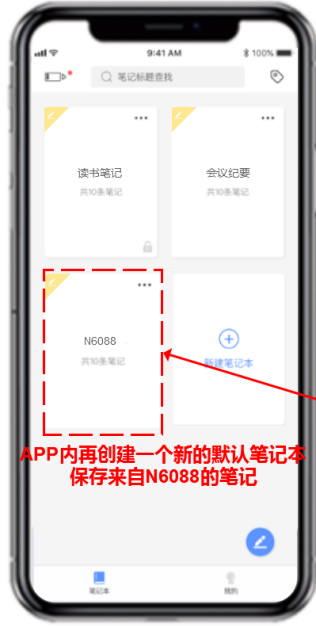 9:41 AM
100%
笔记标题查找
读书笔记
共10条笔记
会议纪要
共10条笔记
N6088
共10条笔记
新建笔记本
APP内再创建一个新的默认笔记本
保存来自N6088的笔记
笔记本
我的